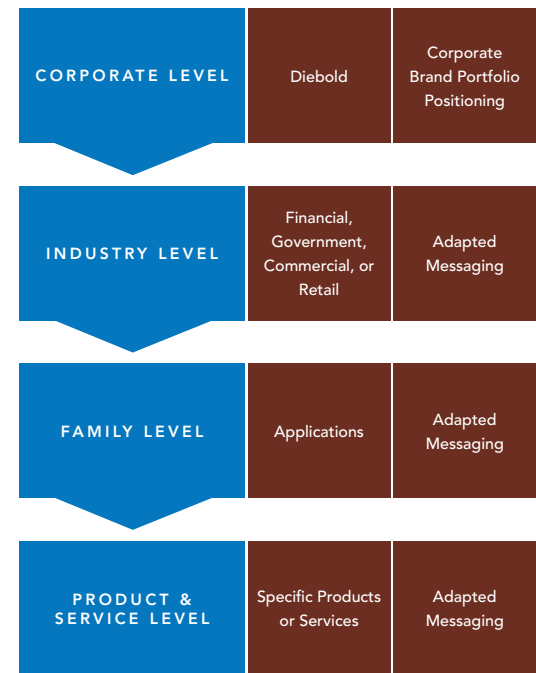 CORPORATE LEVEL
Diebold
Corporate
Brand Portfolio
Positioning
INDUSTRY LEVEL
Financial,
Government,
Commercial, or
Retail
Adapted
Messaging
FAMILY LEVEL
Applications
Adapted
Messaging
PRODUCT &
SERVICE LEVEL
Specific Products
or Services
Adapted
Messaging